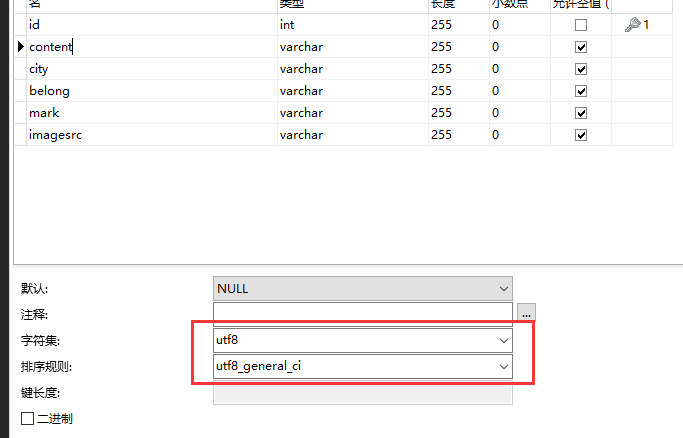 名 类型 长度 小数点 允许空值 (
id int 255 0 1
content varchar 255 0
city varchar 255 0
belong varchar 255 0
mark varchar 255 0
imagesrc varchar 255 0
默认: NULL
注释: ...
字符集: utf8
排序规则: utf8_general_ci
键长度:
二进制